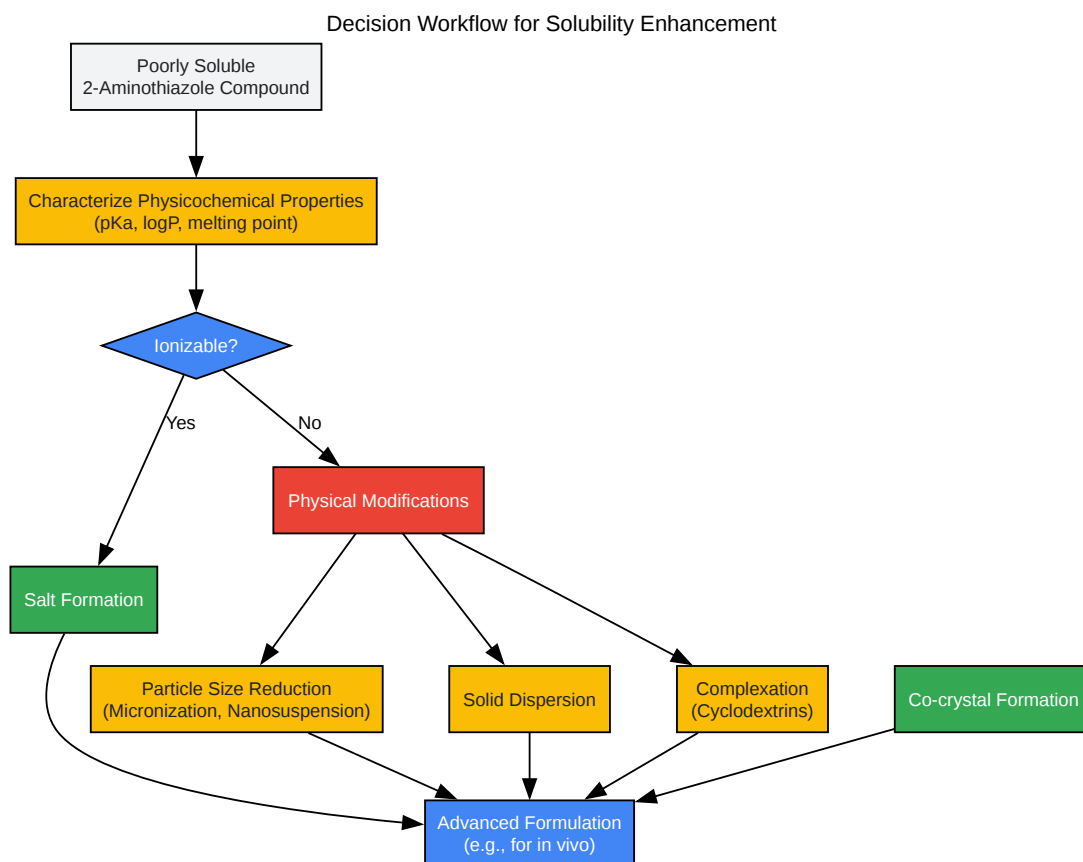 Decision Workflow for Solubility Enhancement
Poorly Soluble
2-Aminothiazole Compound
Characterize Physicochemical Properties
(pKa, logP, melting point)
Ionizable?
Yes
No
Physical Modifications
Salt Formation
Particle Size Reduction
(Micronization, Nanosuspension)
Solid Dispersion
Complexation
(Cyclodextrins)
Co-crystal Formation
Advanced Formulation
(e.g., for in vivo)